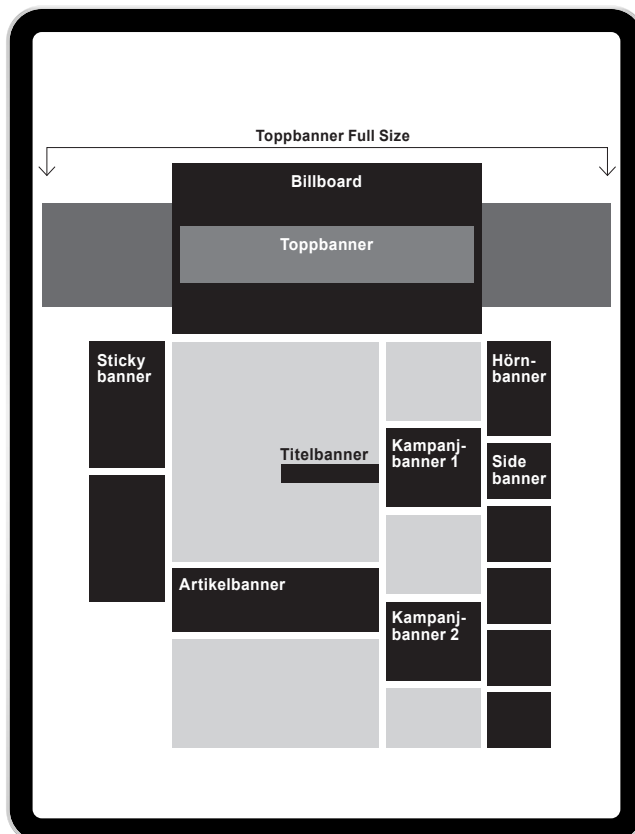 Toppbanner Full Size
Billboard
Toppbanner
Sticky
banner
Hörn-
banner
Titelbanner
Kampanj-
banner 1
Side
banner
Artikelbanner
Kampanj-
banner 2